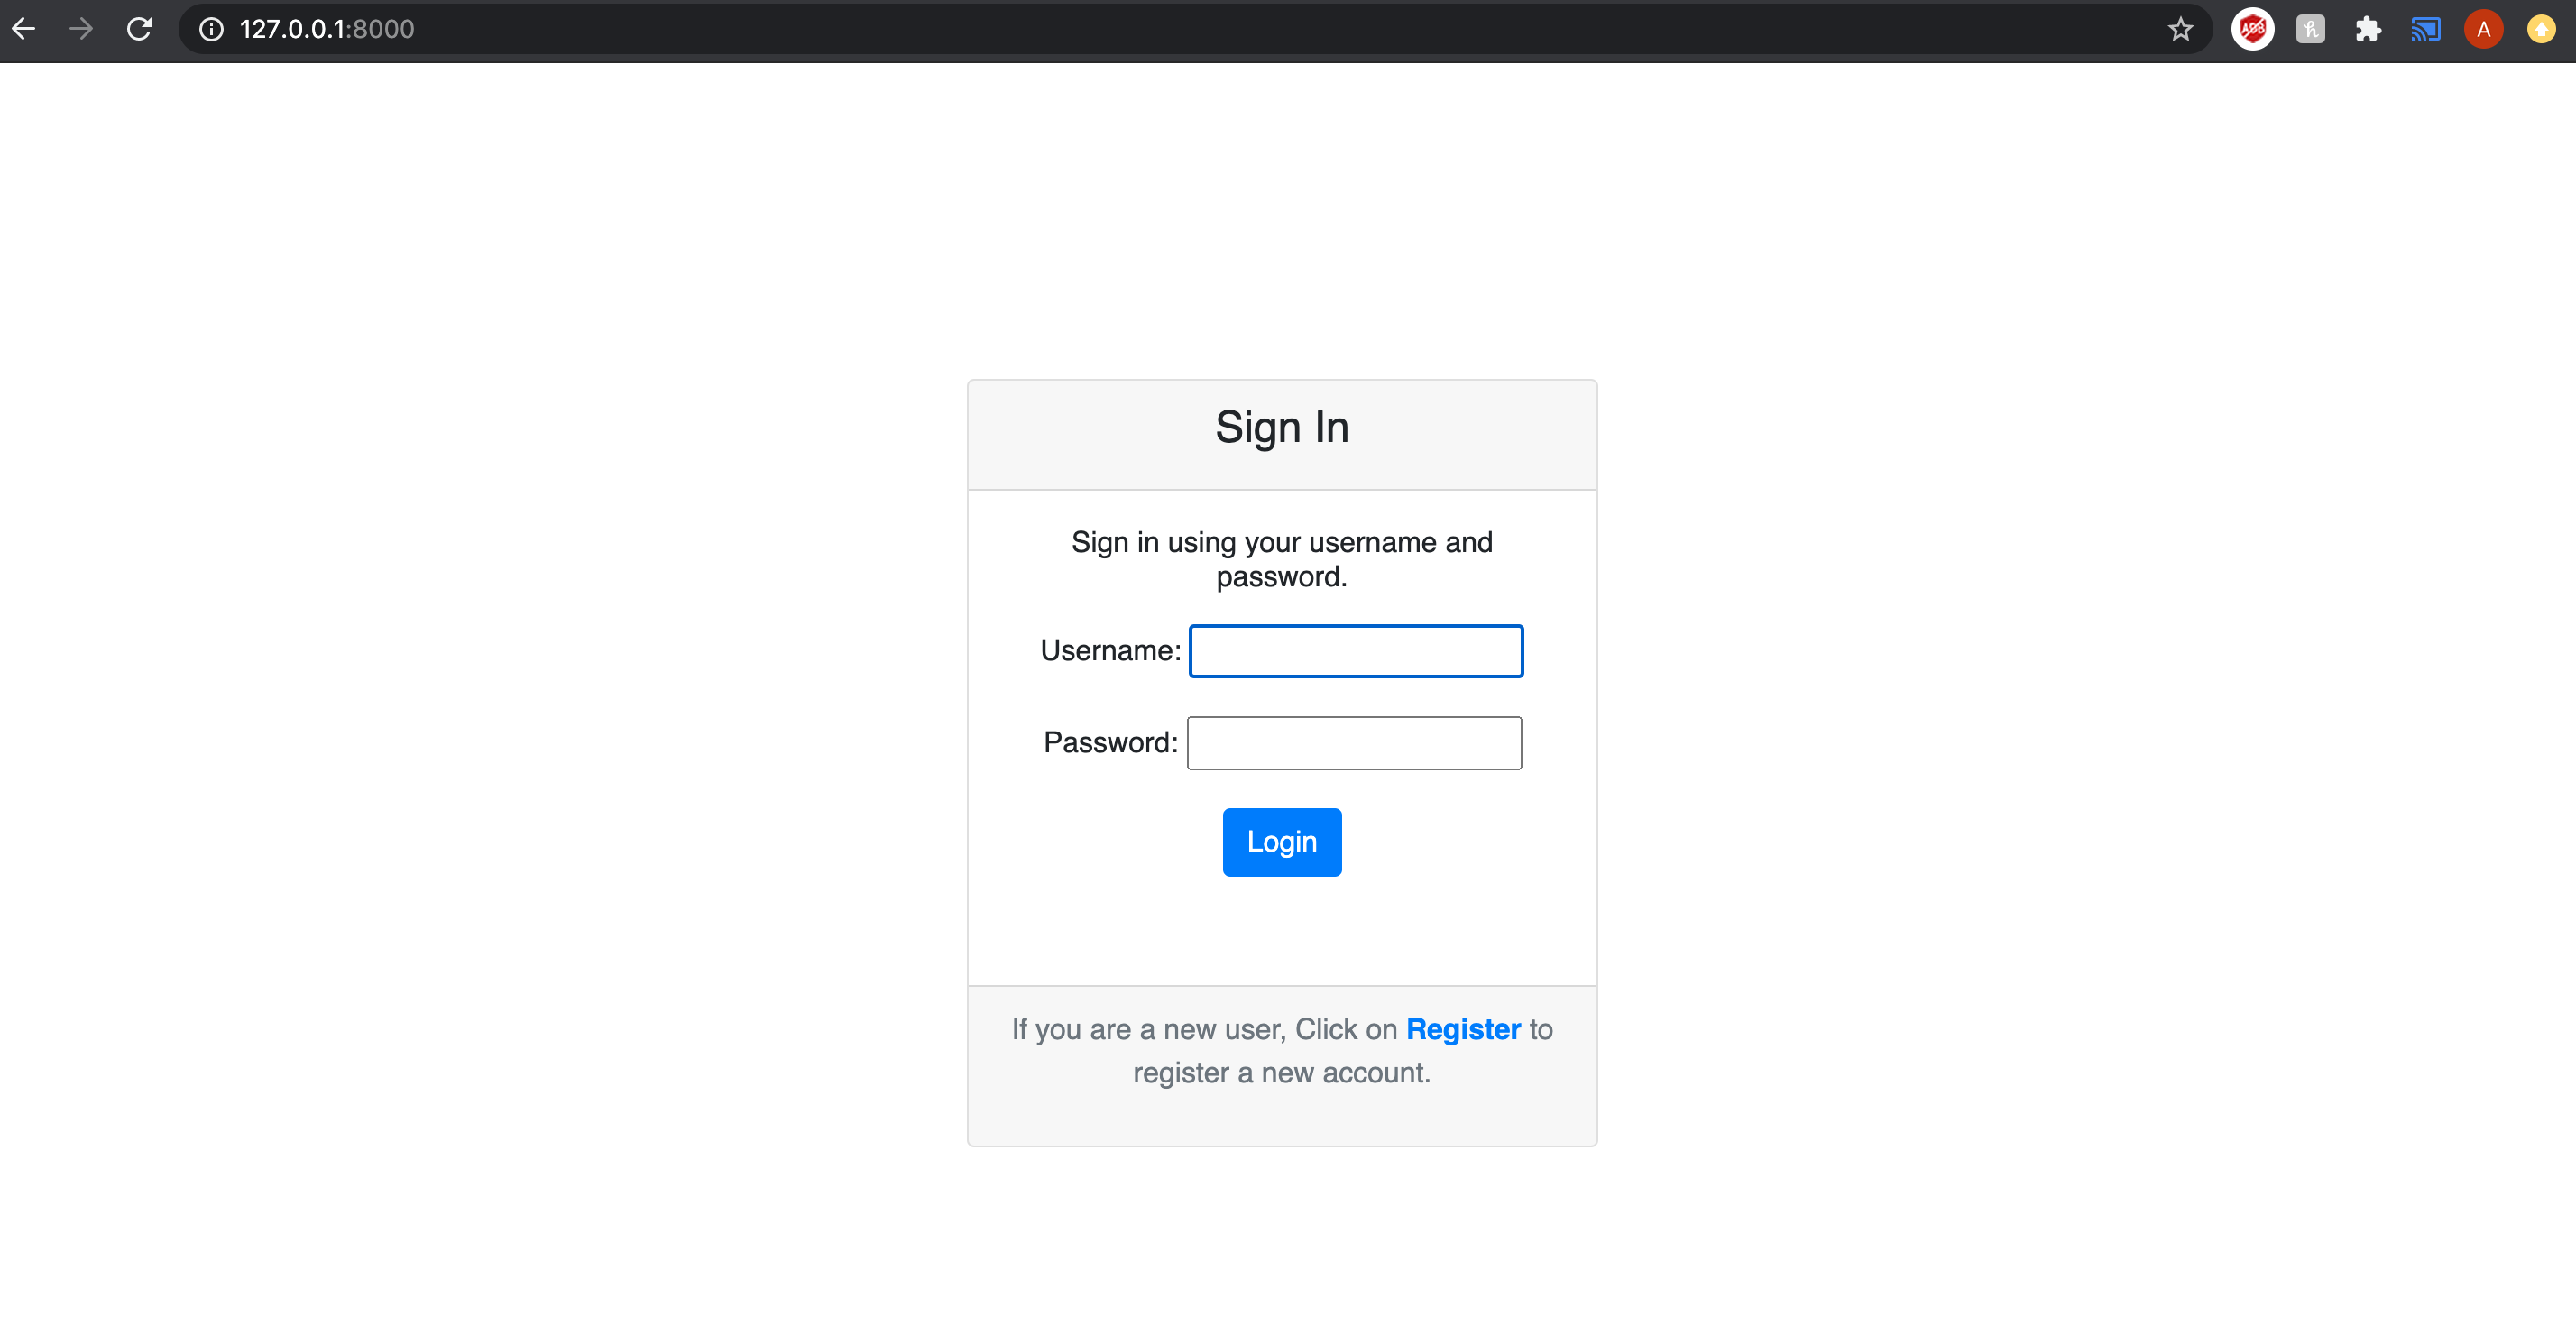 127.0.0.1:8000
ABB
h
A
Sign In
Sign in using your username and
password.
Username:
Password:
Login
If you are a new user, Click on Register to
register a new account.